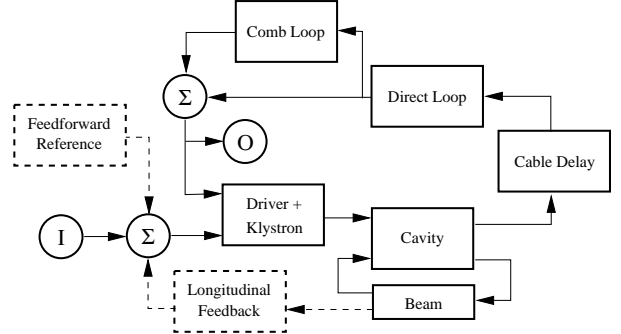 Comb Loop
Σ
Direct Loop
Feedforward
Reference
O
Cable Delay
Driver +
Klystron
I
Σ
Cavity
Longitudinal
Feedback
Beam